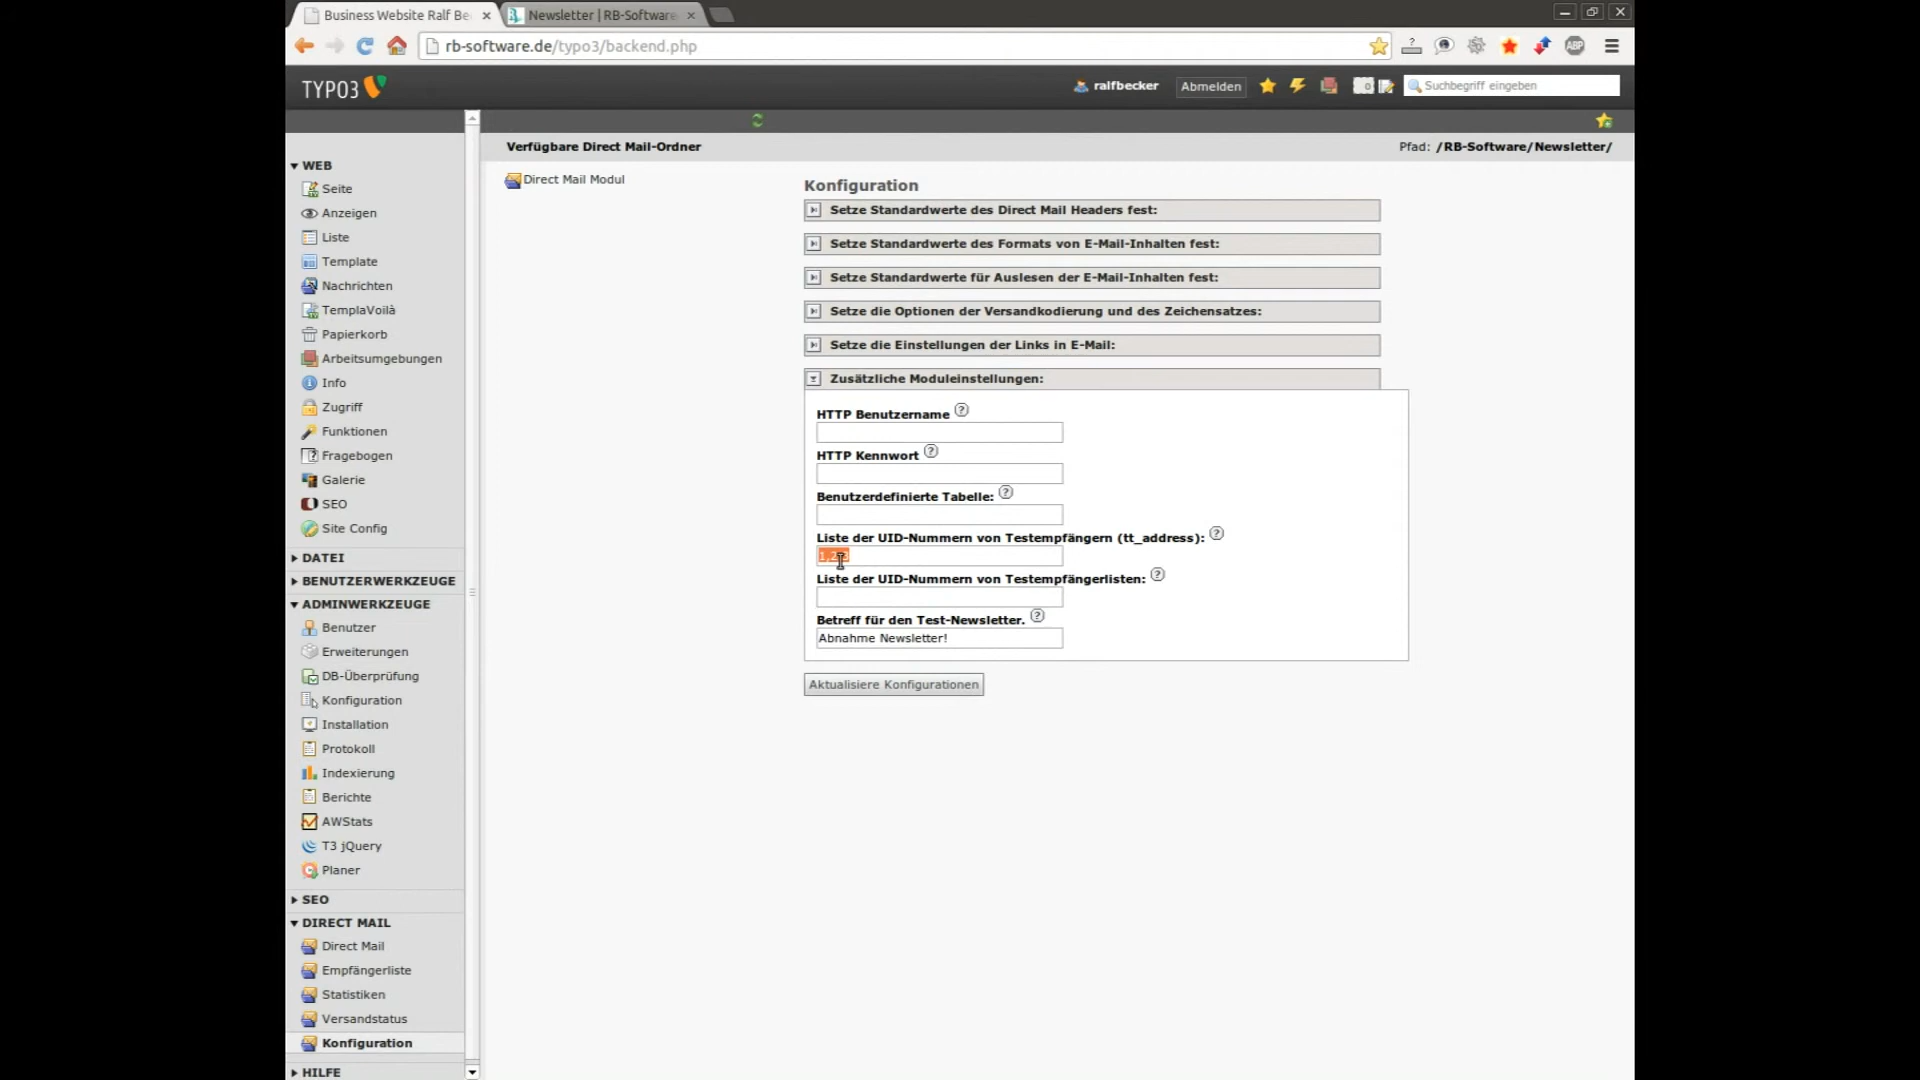 Business Website Ralf Be
Newsletter | RB-Software
rb-software.de/typo3/backend.php
ABP
TYPO3
ralfbecker
Abmelden
0
Suchbegriff eingeben
Verfügbare Direct Mail-Ordner
Pfad: /RB-Software/Newsletter/
WEB
Seite
Anzeigen
Liste
Template
Nachrichten
TemplaVoilà
Papierkorb
Arbeitsumgebungen
Info
Zugriff
Funktionen
Fragebogen
Galerie
SEO
Site Config
DATEI
BENUTZERWERKZEUGE
ADMINWERKZEUGE
Benutzer
Erweiterungen
DB-Überprüfung
Konfiguration
Installation
Protokoll
Indexierung
Berichte
AWStats
T3 jQuery
Planer
SEO
DIRECT MAIL
Direct Mail
Empfängerliste
Statistiken
Versandstatus
Konfiguration
HILFE
Direct Mail Modul
Konfiguration
Setze Standardwerte des Direct Mail Headers fest:
Setze Standardwerte des Formats von E-Mail-Inhalten fest:
Setze Standardwerte für Auslesen der E-Mail-Inhalten fest:
Setze die Optionen der Versandkodierung und des Zeichensatzes:
Setze die Einstellungen der Links in E-Mail:
Zusätzliche Moduleinstellungen:
HTTP Benutzername
HTTP Kennwort
Benutzerdefinierte Tabelle:
Liste der UID-Nummern von Testempfängern (tt_address):
Liste der UID-Nummern von Testempfängerlisten:
Betreff für den Test-Newsletter.
Abnahme Newsletter!
Aktualisiere Konfigurationen